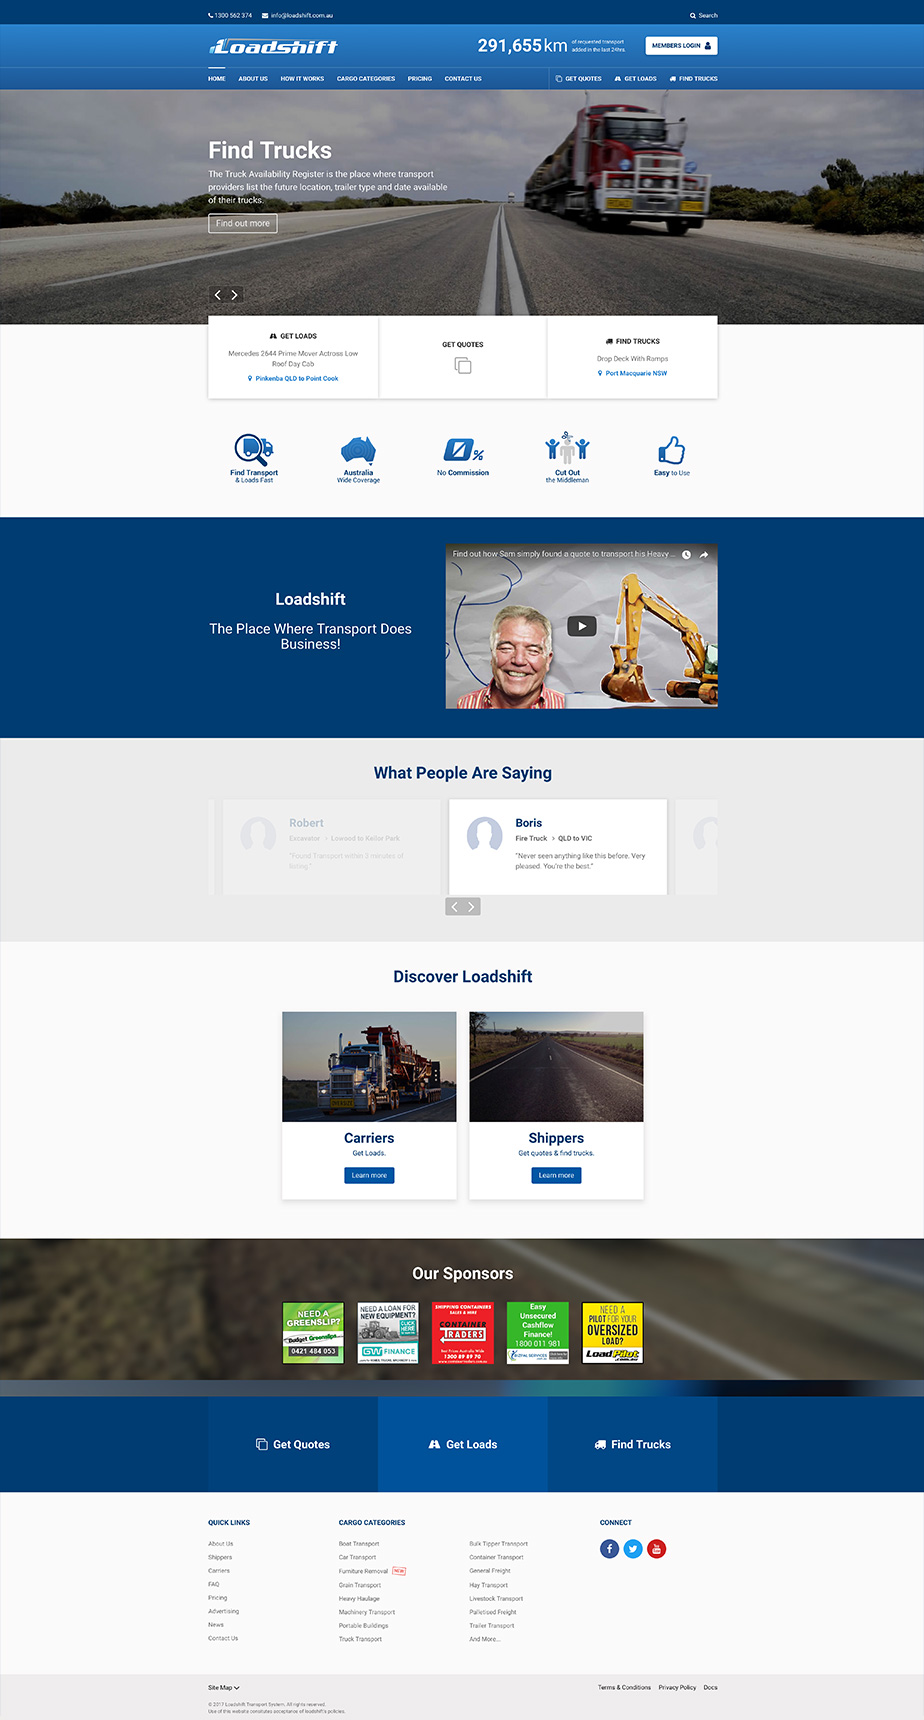 1300 562 374 info@loadshift.com.au Search
Loadshift
291,655 km of requested transport
added in the last 24hrs.
MEMBERS LOGIN
HOME ABOUT US HOW IT WORKS CARGO CATEGORIES PRICING CONTACT US GET QUOTES GET LOADS FIND TRUCKS
Find Trucks
The Truck Availability Register is the place where transport
providers list the future location, trailer type and date available
of their trucks.
Find out more
GET LOADS
Mercedes 2644 Prime Mover Actross Low
Roof Day Cab
Pinkenba QLD to Point Cook
GET QUOTES
FIND TRUCKS
Drop Deck With Ramps
Port Macquarie NSW
Find Transport
& Loads Fast
Australia
Wide Coverage
%
No Commission
Cut Out
the Middleman
Easy to Use
Loadshift
The Place Where Transport Does
Business!
Find out how Sam simply found a quote to transport his Heavy ...
What People Are Saying
Robert
Excavator > Lowood to Keilor Park
"Found Transport within 3 minutes of
listing."
Boris
Fire Truck > QLD to VIC
"Never seen anything like this before. Very
pleased. You're the best."
Discover Loadshift
OVERSIZE
Carriers
Get Loads.
Learn more
Shippers
Get quotes & find trucks.
Learn more
Our Sponsors
NEED A
GREENSLIP?
Budget Greenslips
0421 484 053
NEED A LOAN FOR
NEW EQUIPMENT?
CLICK
HERE
GW FINANCE
SHIPPING CONTAINERS
SALES & HIRE
CONTAINER
TRADERS
Best Prices Australia Wide
1300 89 89 70
www.containertraders.com.au
Easy
Unsecured
Cashflow
Finance!
1800 011 981
NEED A
PILOT FOR YOUR
OVERSIZED
LOAD?
LoadPilot
.com.au
Get Quotes
Get Loads
Find Trucks
QUICK LINKS
About Us
Shippers
Carriers
FAQ
Pricing
Advertising
News
Contact Us
CARGO CATEGORIES
Boat Transport
Car Transport
Furniture Removal NEW
Grain Transport
Heavy Haulage
Machinery Transport
Portable Buildings
Truck Transport
Bulk Tipper Transport
Container Transport
General Freight
Hay Transport
Livestock Transport
Palletised Freight
Trailer Transport
And More...
CONNECT
You Tube
Site Map
Terms & Conditions Privacy Policy Docs
© 2017 Loadshift Transport System. All rights reserved.
Use of this website constitutes acceptance of loadshift's policies.